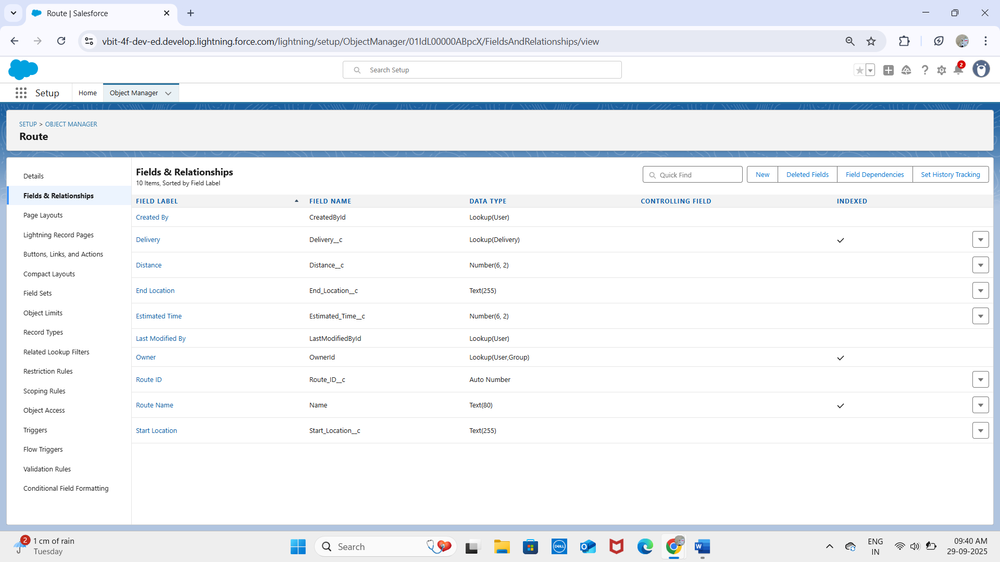 Route | Salesforce
vbit-4f-dev-ed.develop.lightning.force.com/lightning/setup/ObjectManager/01IdL00000ABpcX/FieldsAndRelationships/view
Search Setup
2
Setup
Home
Object Manager
SETUP > OBJECT MANAGER
Route
Details
Fields & Relationships
Page Layouts
Lightning Record Pages
Buttons, Links, and Actions
Compact Layouts
Field Sets
Object Limits
Record Types
Related Lookup Filters
Restriction Rules
Scoping Rules
Object Access
Triggers
Flow Triggers
Validation Rules
Conditional Field Formatting
Fields & Relationships
10 Items, Sorted by Field Label
Quick Find
New
Deleted Fields
Field Dependencies
Set History Tracking
FIELD LABEL FIELD NAME DATA TYPE CONTROLLING FIELD INDEXED
Created By CreatedById Lookup(User)
Delivery Delivery__c Lookup(Delivery)
Distance Distance__c Number(6, 2)
End Location End_Location__c Text(255)
Estimated Time Estimated_Time__c Number(6, 2)
Last Modified By LastModifiedById Lookup(User)
Owner OwnerId Lookup(User,Group)
Route ID Route_ID__c Auto Number
Route Name Name Text(80)
Start Location Start_Location__c Text(255)
2
1 cm of rain
Tuesday
Search
DELL
W
ENG
IN
09:40 AM
29-09-2025